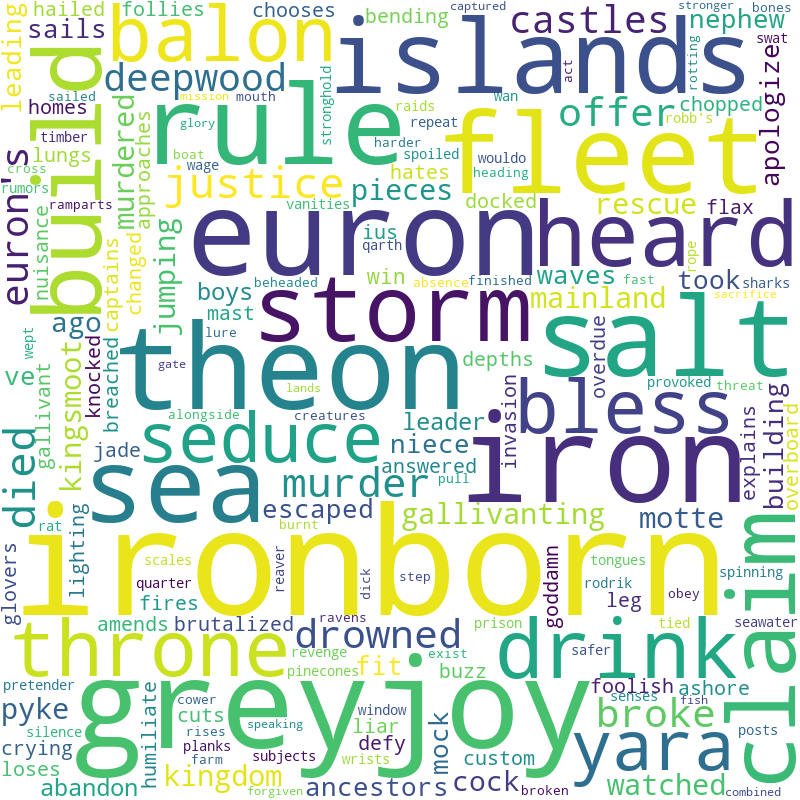 hailed
follies
chooses
bending
captured
stronger
bones
leading
sails
balon
islands
castles
nephew
act
swat
build
sailed
deepwood
mission
mouth
stronghold
raids
wan
offer
chopped
rotting
apologize
homes
rule
glory
fleet
robb's
timber
murdered
approaches
boat
repeat
harder
spoiled
wouldo
heading
lungs
hates
cross
rumors
wage
justice
pieces
docked
rescue
flax
euron's
ramparts
vanities
nuisance
captains
changed
jumping
euron
ius
qarth
heard
win
beheaded
absence
finished
waves
mainland
rope
took
fast
sharks
sacrifice
boys
mast
ago
storm
salt
lure
overdue
wept
knocked
breached
theon
depths
gate
ve
gallivant
kingsmoot
lands
provoked
threat
bless
alongside
creatures
invasion
seduce
leader
niece
iron
explains
building
overboard
died
jade
sea
murder
answered
pull
rat
lighting
burnt
escaped
gallivanting
motte
ironborn
claim
glovers
scales
quarter
reaver
dick
step
goddamn
tongues
rodrik
spinning
fires
leg
obey
amends
brutalized
ravens
prison
tied
seawater
throne
drowned
revenge
exist
drink
safer
pinecones
fit
buzz
pretender
greyjoy
foolish
ashore
senses
fish
pyke
humiliate
cower
window
cuts
rises
speaking
liar
mock
broke
yara
posts
silence
crying
planks
defy
custom
farm
subjects
wrists
loses
kingdom
cock
abandon
forgiven
ancestors
broken
watched
combined